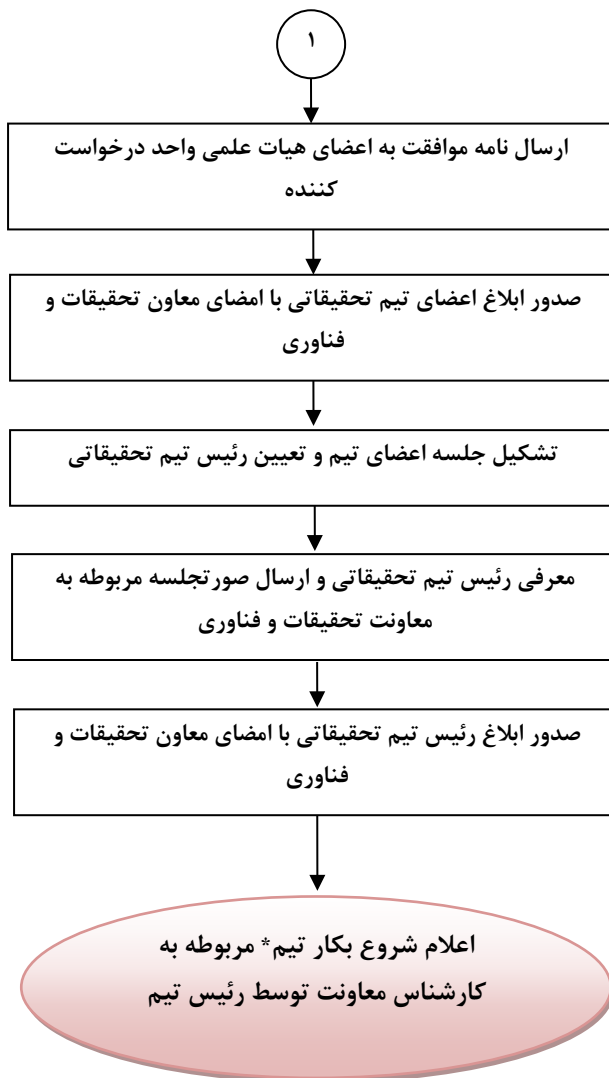 ۱
ارسال نامه موافقت به اعضای هیات علمی واحد درخواست
کننده
صدور ابلاغ اعضای تیم تحقیقاتی با امضای معاون تحقیقات و
فناوری
تشکیل جلسه اعضای تیم و تعیین رئیس تیم تحقیقاتی
معرفی رئیس تیم تحقیقاتی و ارسال صورتجلسه مربوطه به
معاونت تحقیقات و فناوری
صدور ابلاغ رئیس تیم تحقیقاتی با امضای معاون تحقیقات و
فناوری
اعلام شروع بکار تیم* مربوطه به
کارشناس معاونت توسط رئیس تیم